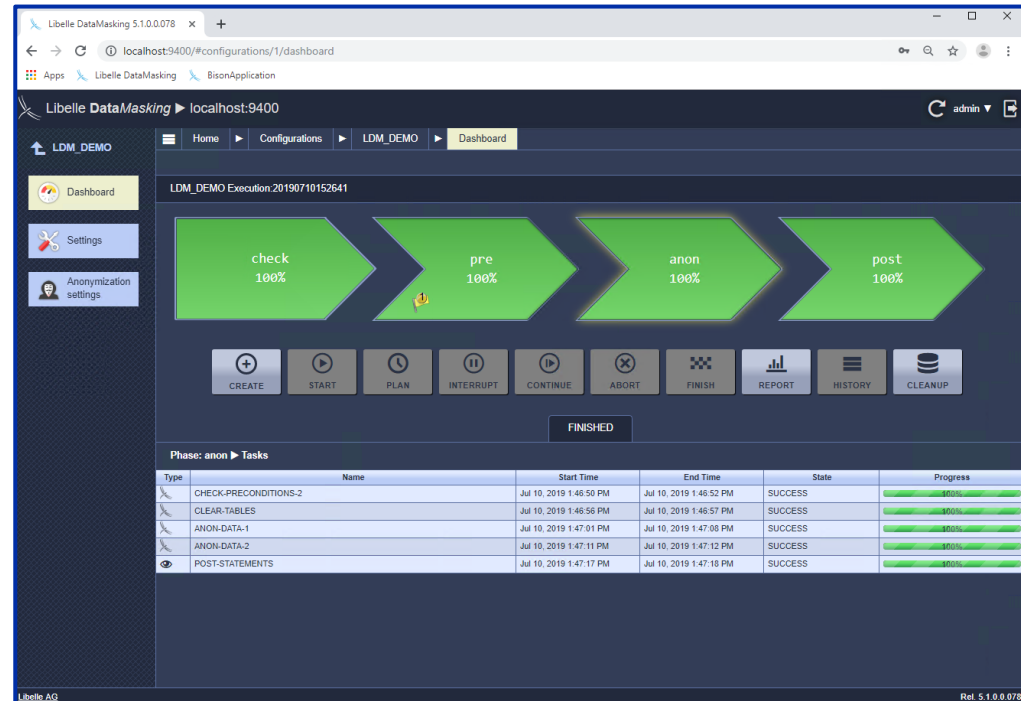 Libelle DataMasking 5.1.0.0.078
localhost:9400/#configurations/1/dashboard
Apps Libelle DataMasking BisonApplication
Libelle DataMasking ▶ localhost:9400 admin ▼
LDM_DEMO
Home ▶ Configurations ▶ LDM_DEMO ▶ Dashboard
Dashboard
Settings
Anonymization
settings
LDM_DEMO Execution:20190710152641
check
100%
pre
100%
1
anon
100%
post
100%
CREATE START PLAN INTERRUPT CONTINUE ABORT FINISH REPORT HISTORY CLEANUP
FINISHED
Phase: anon ▶ Tasks
Type Name Start Time End Time State Progress
CHECK-PRECONDITIONS-2 Jul 10, 2019 1:46:50 PM Jul 10, 2019 1:46:52 PM SUCCESS 100%
CLEAR-TABLES Jul 10, 2019 1:46:56 PM Jul 10, 2019 1:46:57 PM SUCCESS 100%
ANON-DATA-1 Jul 10, 2019 1:47:01 PM Jul 10, 2019 1:47:08 PM SUCCESS 100%
ANON-DATA-2 Jul 10, 2019 1:47:11 PM Jul 10, 2019 1:47:12 PM SUCCESS 100%
POST-STATEMENTS Jul 10, 2019 1:47:17 PM Jul 10, 2019 1:47:18 PM SUCCESS 100%
Libelle AG Rel. 5.1.0.0.078